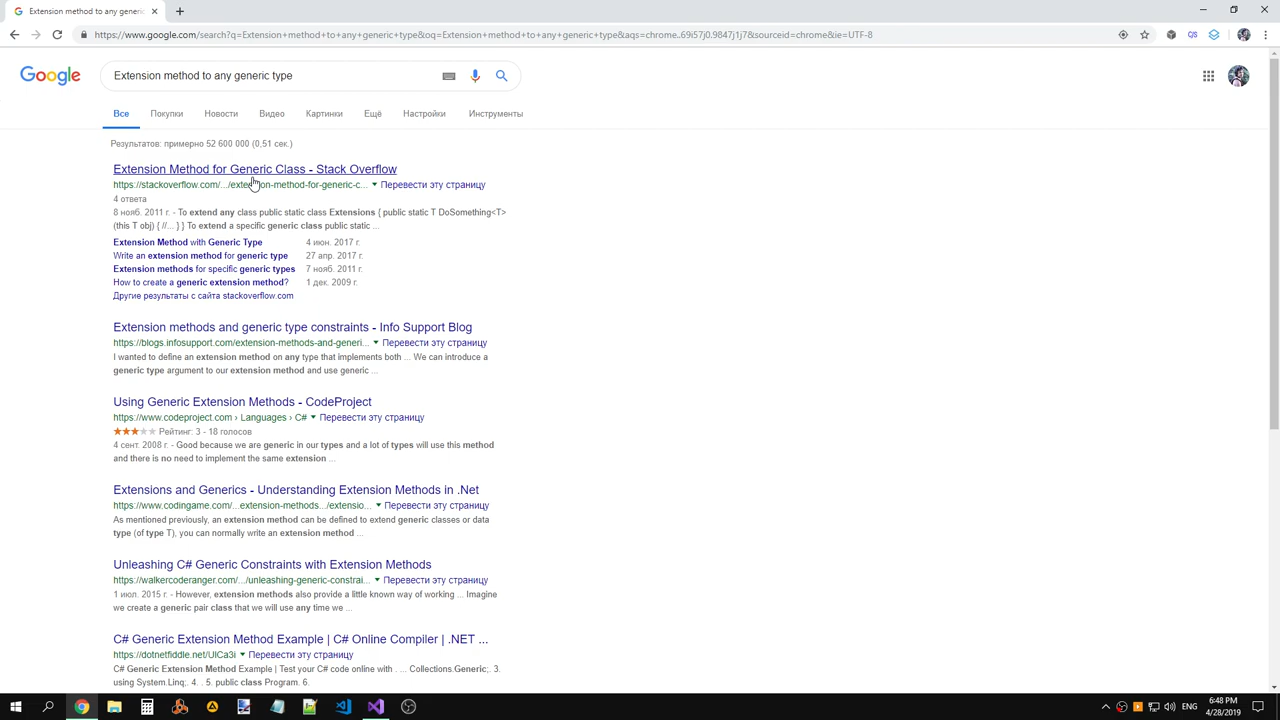 Extension method to any generic
https://www.google.com/search?q=Extension+method+to+any+generic+type&oq=Extension+method+to+any+generic+type&aqs=chrome..69i57j0.9847j1j7&sourceid=chrome&ie=UTF-8
Google
Extension method to any generic type
Все Покупки Новости Видео Картинки Ещё Настройки Инструменты
Результатов: примерно 52 600 000 (0,51 сек.)
Extension Method for Generic Class - Stack Overflow
https://stackoverflow.com/.../extension-method-for-generic-c... Перевести эту страницу
4 ответа
8 нояб. 2011 г. - To extend any class public static class Extensions { public static T DoSomething<T>
(this T obj) { //... } } To extend a specific generic class public static ...
Extension Method with Generic Type 4 июн. 2017 г.
Write an extension method for generic type 27 апр. 2017 г.
Extension methods for specific generic types 7 нояб. 2011 г.
How to create a generic extension method? 1 дек. 2009 г.
Другие результаты с сайта stackoverflow.com
Extension methods and generic type constraints - Info Support Blog
https://blogs.infosupport.com/extension-methods-and-generi... Перевести эту страницу
I wanted to define an extension method on any type that implements both ... We can introduce a
generic type argument to our extension method and use generic ...
Using Generic Extension Methods - CodeProject
https://www.codeproject.com › Languages › C# Перевести эту страницу
Рейтинг: 3 - 18 голосов
4 сент. 2008 г. - Good because we are generic in our types and a lot of types will use this method
and there is no need to implement the same extension ...
Extensions and Generics - Understanding Extension Methods in .Net
https://www.codingame.com/...extension-methods.../extensio... Перевести эту страницу
As mentioned previously, an extension method can be defined to extend generic classes or data
type (of type T), you can normally write an extension method ...
Unleashing C# Generic Constraints with Extension Methods
https://walkercoderanger.com/.../unleashing-generic-constrai... Перевести эту страницу
1 июл. 2015 г. - However, extension methods also provide a little known way of working ... Imagine
we create a generic pair class that we will use any time we ...
C# Generic Extension Method Example | C# Online Compiler | .NET ...
https://dotnetfiddle.net/UlCa3i Перевести эту страницу
C# Generic Extension Method Example | Test your C# code online with . ... Collections.Generic;. 3.
using System.Linq;. 4. . 5. public class Program. 6.
ENG
6:48 PM
4/28/2019